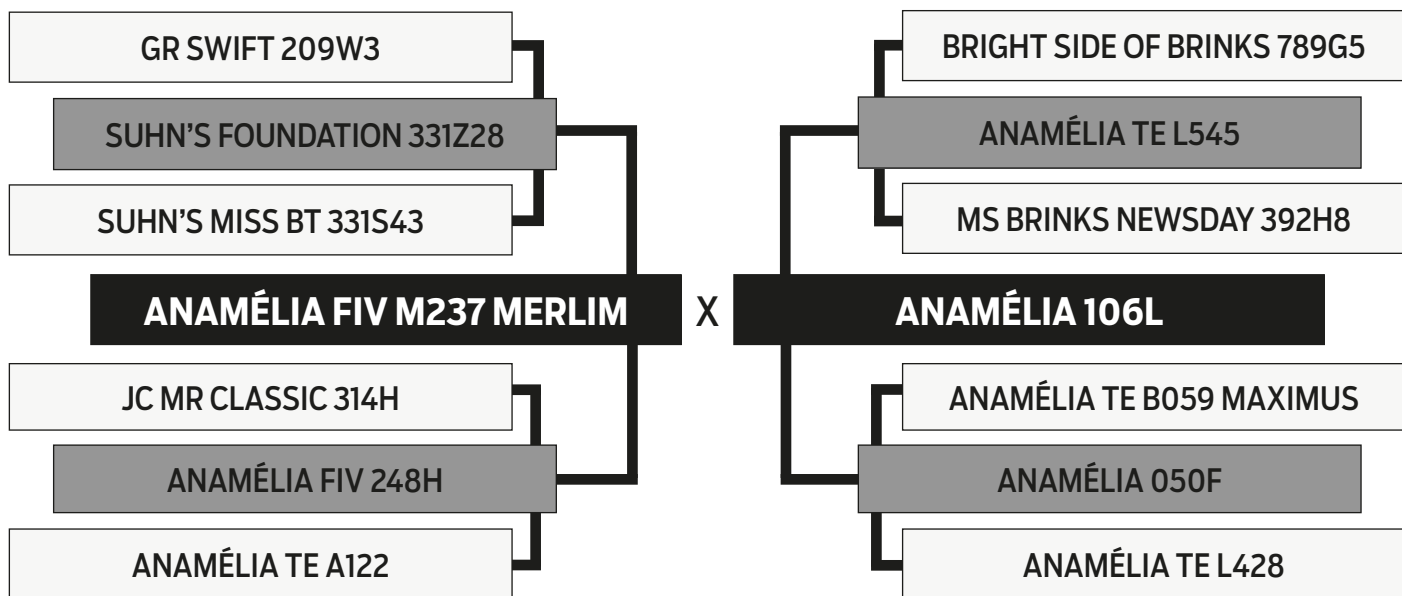 GR SWIFT 209W3
SUHN'S FOUNDATION 331Z28
SUHN'S MISS BT 331S43
ANAMÉLIA FIV M237 MERLIM
JC MR CLASSIC 314H
ANAMÉLIA FIV 248H
ANAMÉLIA TE A122
X
BRIGHT SIDE OF BRINKS 789G5
ANAMÉLIA TE L545
MS BRINKS NEWSDAY 392H8
ANAMÉLIA 106L
ANAMÉLIA TE B059 MAXIMUS
ANAMÉLIA 050F
ANAMÉLIA TE L428